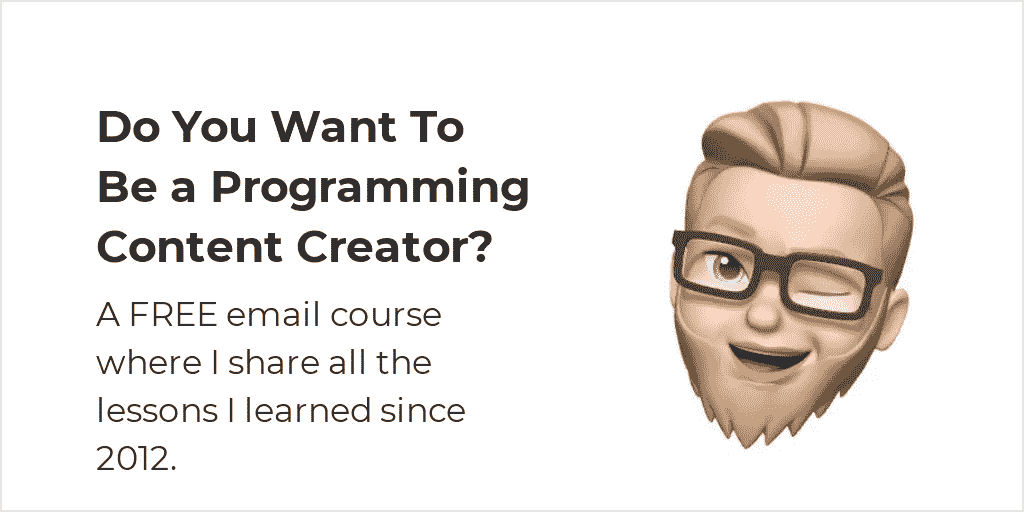 Do You Want To
Be a Programming
Content Creator?
A FREE email course
where I share all the
lessons I learned since
2012.